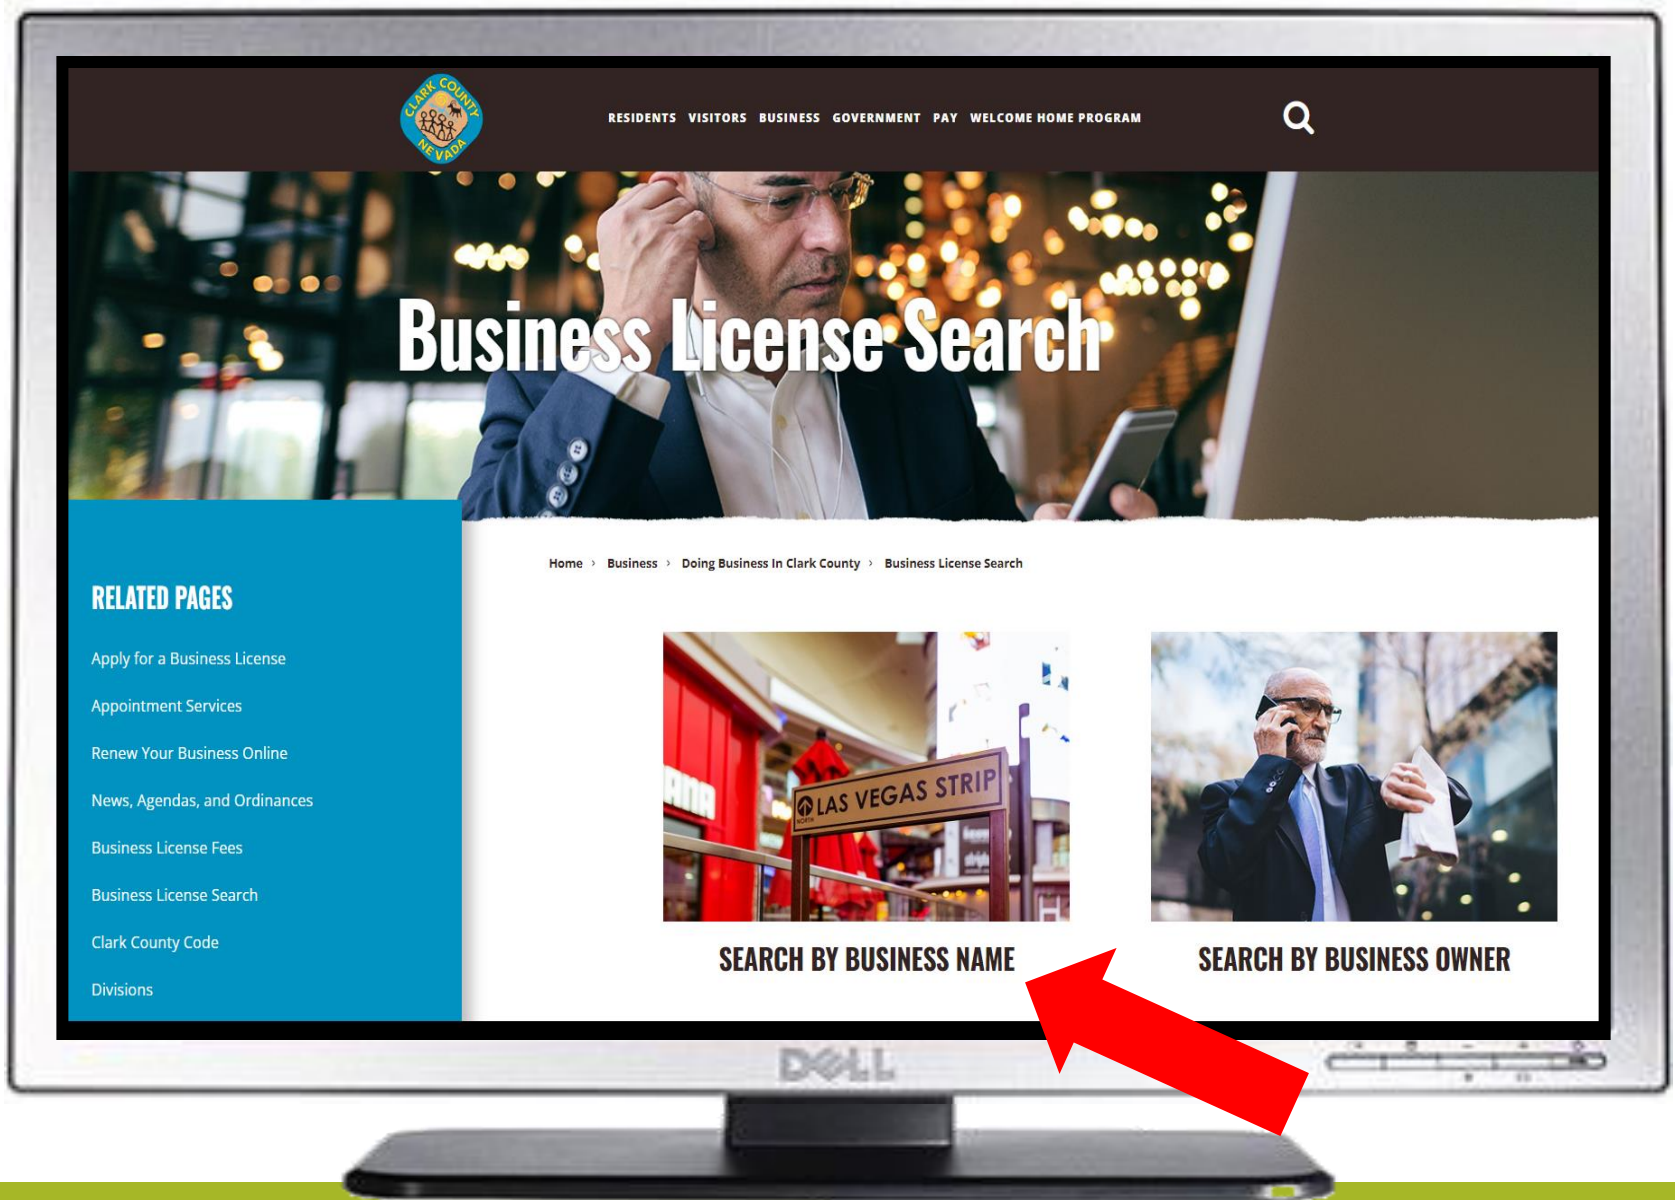 CLARK COUNTY
NEVADA
RESIDENTS VISITORS BUSINESS GOVERNMENT PAY WELCOME HOME PROGRAM
Business License Search
Home › Business › Doing Business In Clark County › Business License Search
RELATED PAGES
Apply for a Business License
Appointment Services
Renew Your Business Online
News, Agendas, and Ordinances
Business License Fees
Business License Search
Clark County Code
Divisions
LAS VEGAS STRIP
NORTH
SEARCH BY BUSINESS NAME
SEARCH BY BUSINESS OWNER
DELL